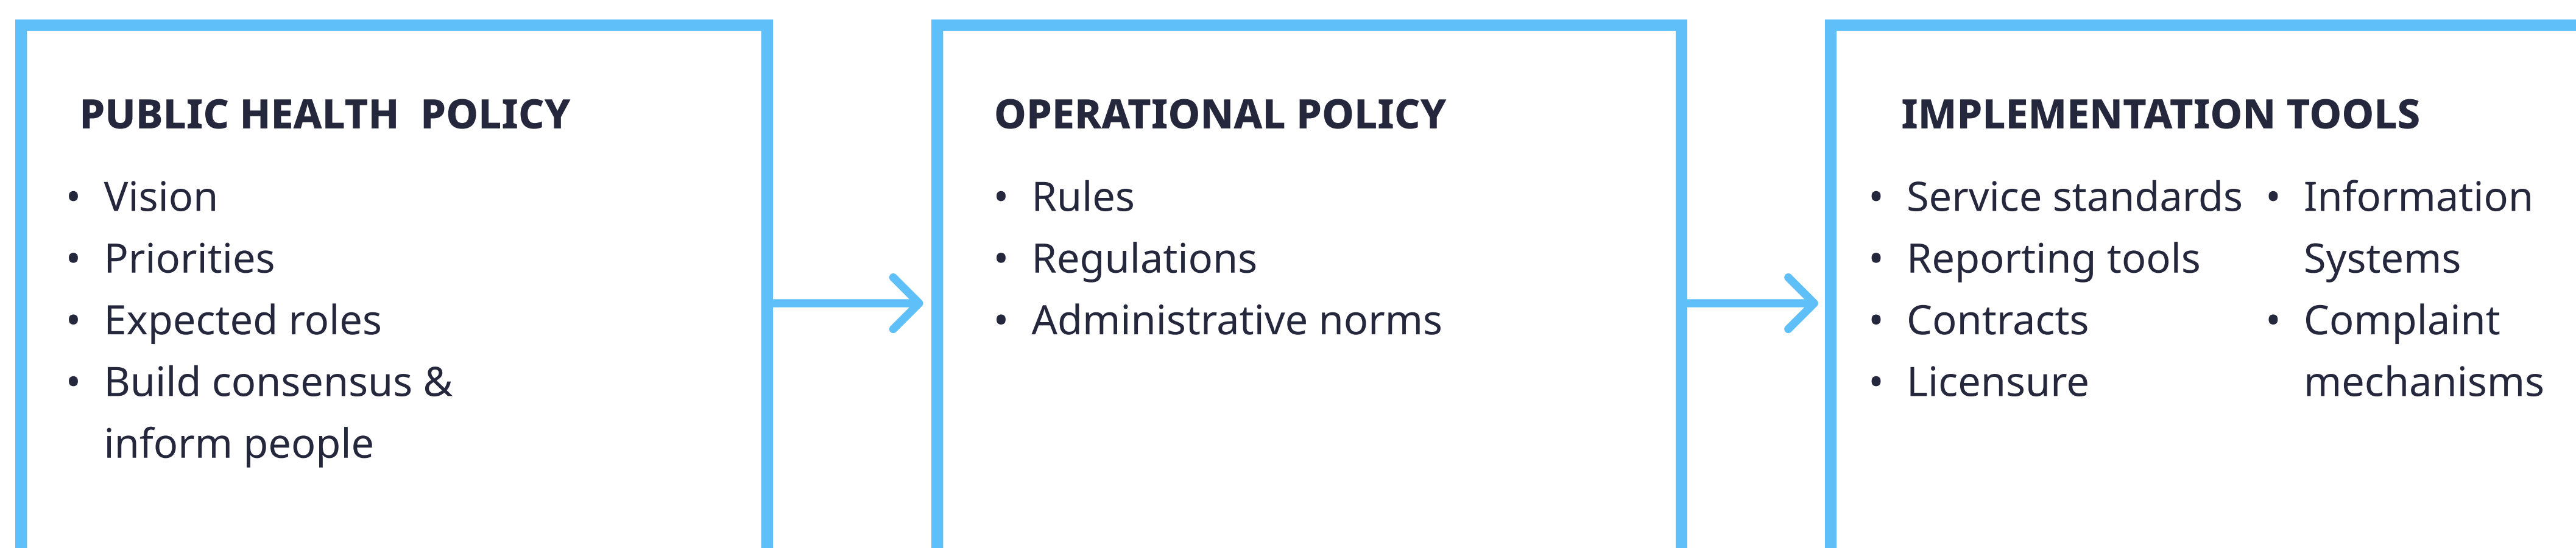 PUBLIC HEALTH  POLICY
• Vision
• Priorities
• Expected roles
• Build consensus &
inform people
OPERATIONAL POLICY
• Rules
• Regulations
• Administrative norms
IMPLEMENTATION TOOLS
• Service standards
• Reporting tools
• Contracts
• Licensure
• Information
Systems
• Complaint
mechanisms